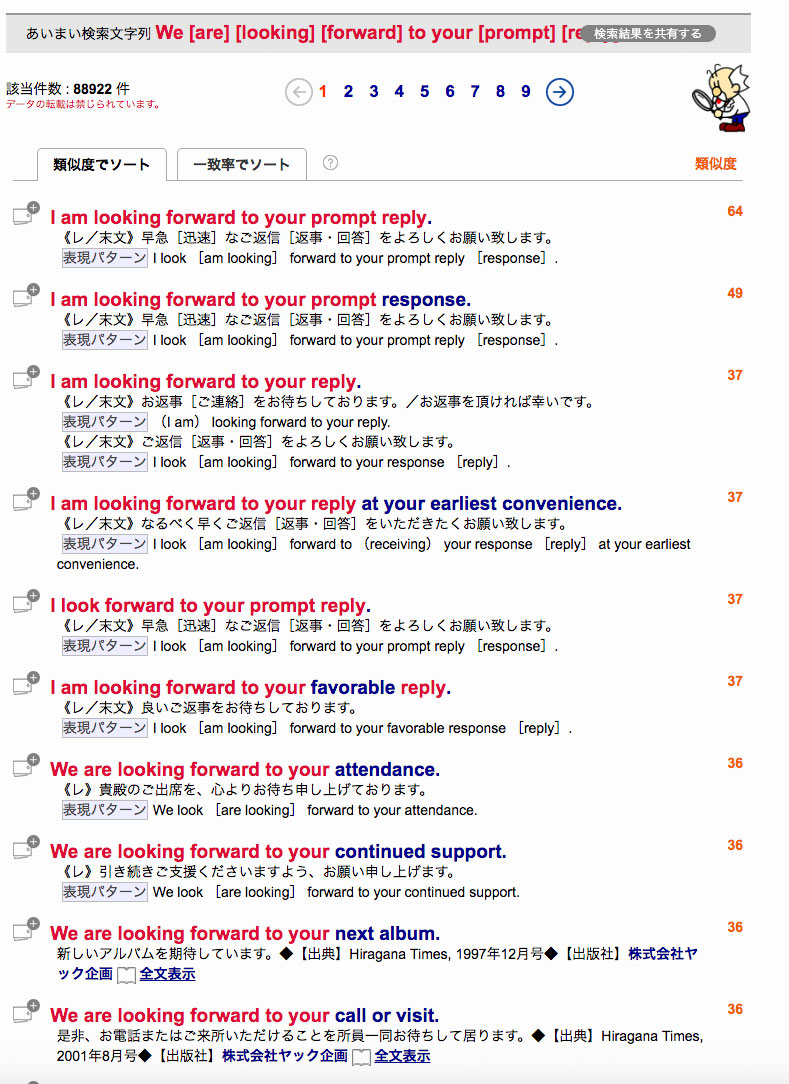 あいまい検索文字列 We [are] [looking] [forward] to your [prompt]
検索結果を共有する
該当件数 : 88922 件
データの転載は禁じられています。
1 2 3 4 5 6 7 8 9
類似度でソート 一致率でソート ? 類似度
I am looking forward to your prompt reply. 64
《レ／末文》早急［迅速］なご返信［返事・回答］をよろしくお願い致します。
表現パターン I look ［am looking］ forward to your prompt reply ［response］ .
I am looking forward to your prompt response. 49
《レ／末文》早急［迅速］なご返信［返事・回答］をよろしくお願い致します。
表現パターン I look ［am looking］ forward to your prompt reply ［response］ .
I am looking forward to your reply. 37
《レ／末文》お返事［ご連絡］をお待ちしております。／お返事を頂ければ幸いです。
表現パターン （I am） looking forward to your reply.
《レ／末文》ご返信［返事・回答］をよろしくお願い致します。
表現パターン I look ［am looking］ forward to your response ［reply］ .
I am looking forward to your reply at your earliest convenience. 37
《レ／末文》なるべく早くご返信［返事・回答］をいただきたくお願い致します。
表現パターン I look ［am looking］ forward to （receiving） your response ［reply］ at your earliest
convenience.
I look forward to your prompt reply. 37
《レ／末文》早急［迅速］なご返信［返事・回答］をよろしくお願い致します。
表現パターン I look ［am looking］ forward to your prompt reply ［response］ .
I am looking forward to your favorable reply. 37
《レ／末文》良いご返事をお待ちしております。
表現パターン I look ［am looking］ forward to your favorable response ［reply］ .
We are looking forward to your attendance. 36
《レ》貴殿のご出席を、心よりお待ち申し上げております。
表現パターン We look ［are looking］ forward to your attendance.
We are looking forward to your continued support. 36
《レ》引き続きご支援くださいますよう、お願い申し上げます。
表現パターン We look ［are looking］ forward to your continued support.
We are looking forward to your next album. 36
新しいアルバムを期待しています。◆【出典】Hiragana Times, 1997年12月号◆【出版社】株式会社ヤ
ック企画 全文表示
We are looking forward to your call or visit. 36
是非、お電話またはご来所いただけることを所員一同お待ちして居ります。◆【出典】Hiragana Times,
2001年8月号◆【出版社】株式会社ヤック企画 全文表示